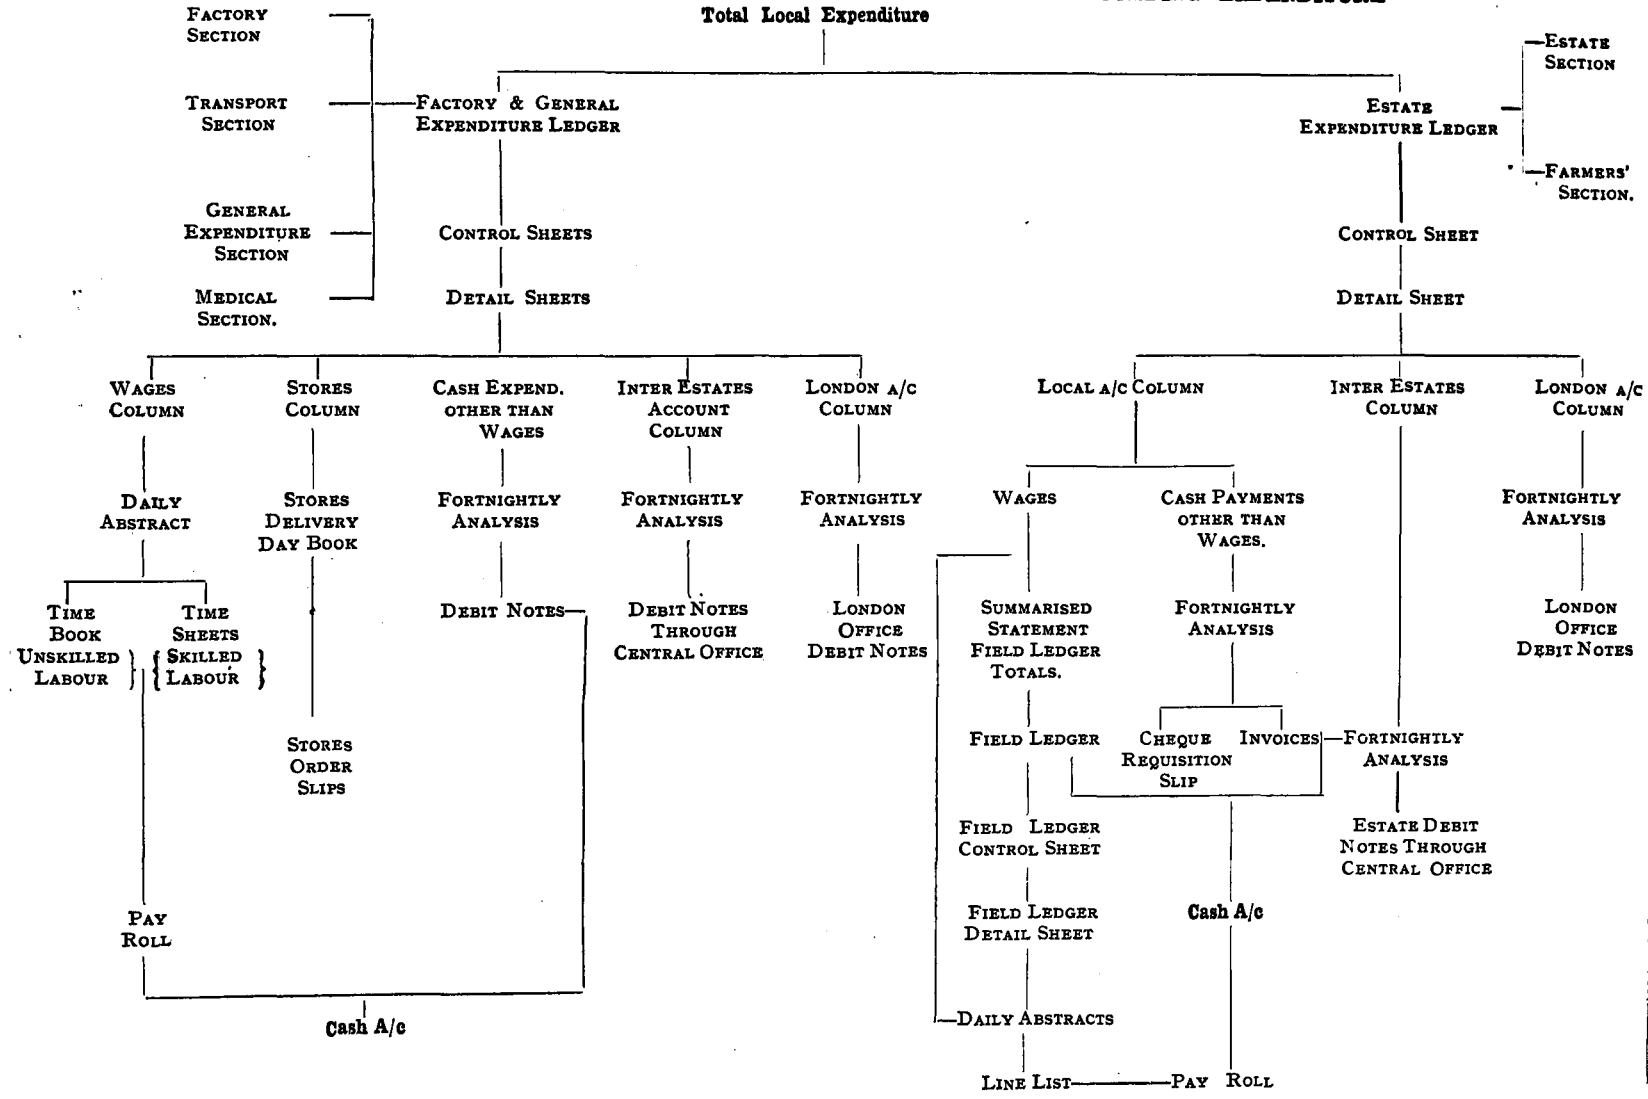 Total Local Expenditure
FACTORY
SECTION
TRANSPORT
SECTION
GENERAL
EXPENDITURE
SECTION
MEDICAL
SECTION.
FACTORY & GENERAL
EXPENDITURE LEDGER
CONTROL SHEETS
DETAIL SHEETS
ESTATE
EXPENDITURE LEDGER
ESTATE
SECTION
FARMERS'
SECTION.
CONTROL SHEET
DETAIL SHEET
WAGES
COLUMN
STORES
COLUMN
CASH EXPEND.
OTHER THAN
WAGES
INTER ESTATES
ACCOUNT
COLUMN
LONDON A/C
COLUMN
LOCAL A/C COLUMN
INTER ESTATES
COLUMN
LONDON A/C
COLUMN
DAILY
ABSTRACT
STORES
DELIVERY
DAY BOOK
FORTNIGHTLY
ANALYSIS
FORTNIGHTLY
ANALYSIS
FORTNIGHTLY
ANALYSIS
WAGES
CASH PAYMENTS
OTHER THAN
WAGES.
FORTNIGHTLY
ANALYSIS
TIME
BOOK
UNSKILLED
LABOUR
TIME
SHEETS
SKILLED
LABOUR
DEBIT NOTES
DEBIT NOTES
THROUGH
CENTRAL OFFICE
LONDON
OFFICE
DEBIT NOTES
SUMMARISED
STATEMENT
FIELD LEDGER
TOTALS.
FORTNIGHTLY
ANALYSIS
LONDON
OFFICE
DEBIT NOTES
STORES
ORDER
SLIPS
FIELD LEDGER
CHEQUE
REQUISITION
SLIP
INVOICES
FORTNIGHTLY
ANALYSIS
FIELD LEDGER
CONTROL SHEET
ESTATE DEBIT
NOTES THROUGH
CENTRAL OFFICE
PAY
ROLL
FIELD LEDGER
DETAIL SHEET
Cash A/c
Cash A/c
DAILY ABSTRACTS
LINE LIST
PAY ROLL